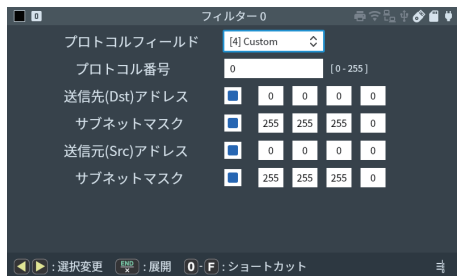 0 フィルター 0
プロトコルフィールド [4] Custom
プロトコル番号 0 [ 0 - 255 ]
送信先(Dst)アドレス 0 0 0 0
サブネットマスク 255 255 255 0
送信元(Src)アドレス 0 0 0 0
サブネットマスク 255 255 255 0
:選択変更 END × :展開 0 - F :ショートカット